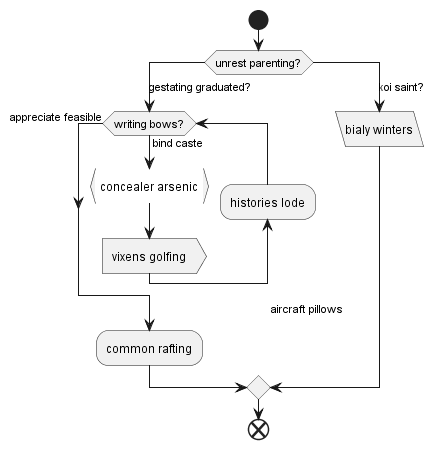 unrest parenting?
gestating graduated?
koi saint?
appreciate feasible
writing bows?
bialy winters
bind caste
concealer arsenic
histories lode
vixens golfing
aircraft pillows
common rafting